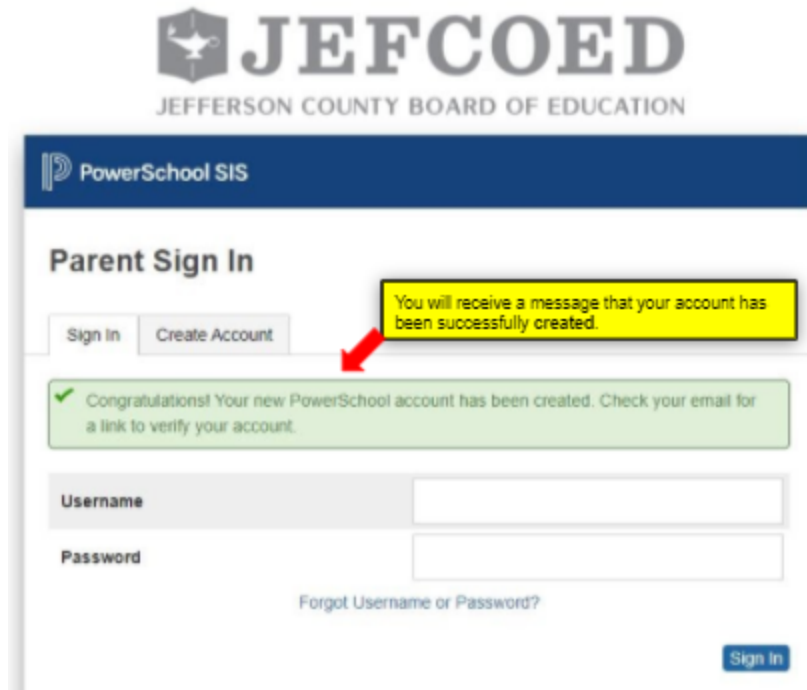 JEFCOED
JEFFERSON COUNTY BOARD OF EDUCATION
PowerSchool SIS
Parent Sign In
You will receive a message that your account has
been successfully created.
Sign In
Create Account
Congratulations! Your new PowerSchool account has been created. Check your email for
a link to verify your account.
Username
Password
Forgot Username or Password?
Sign In